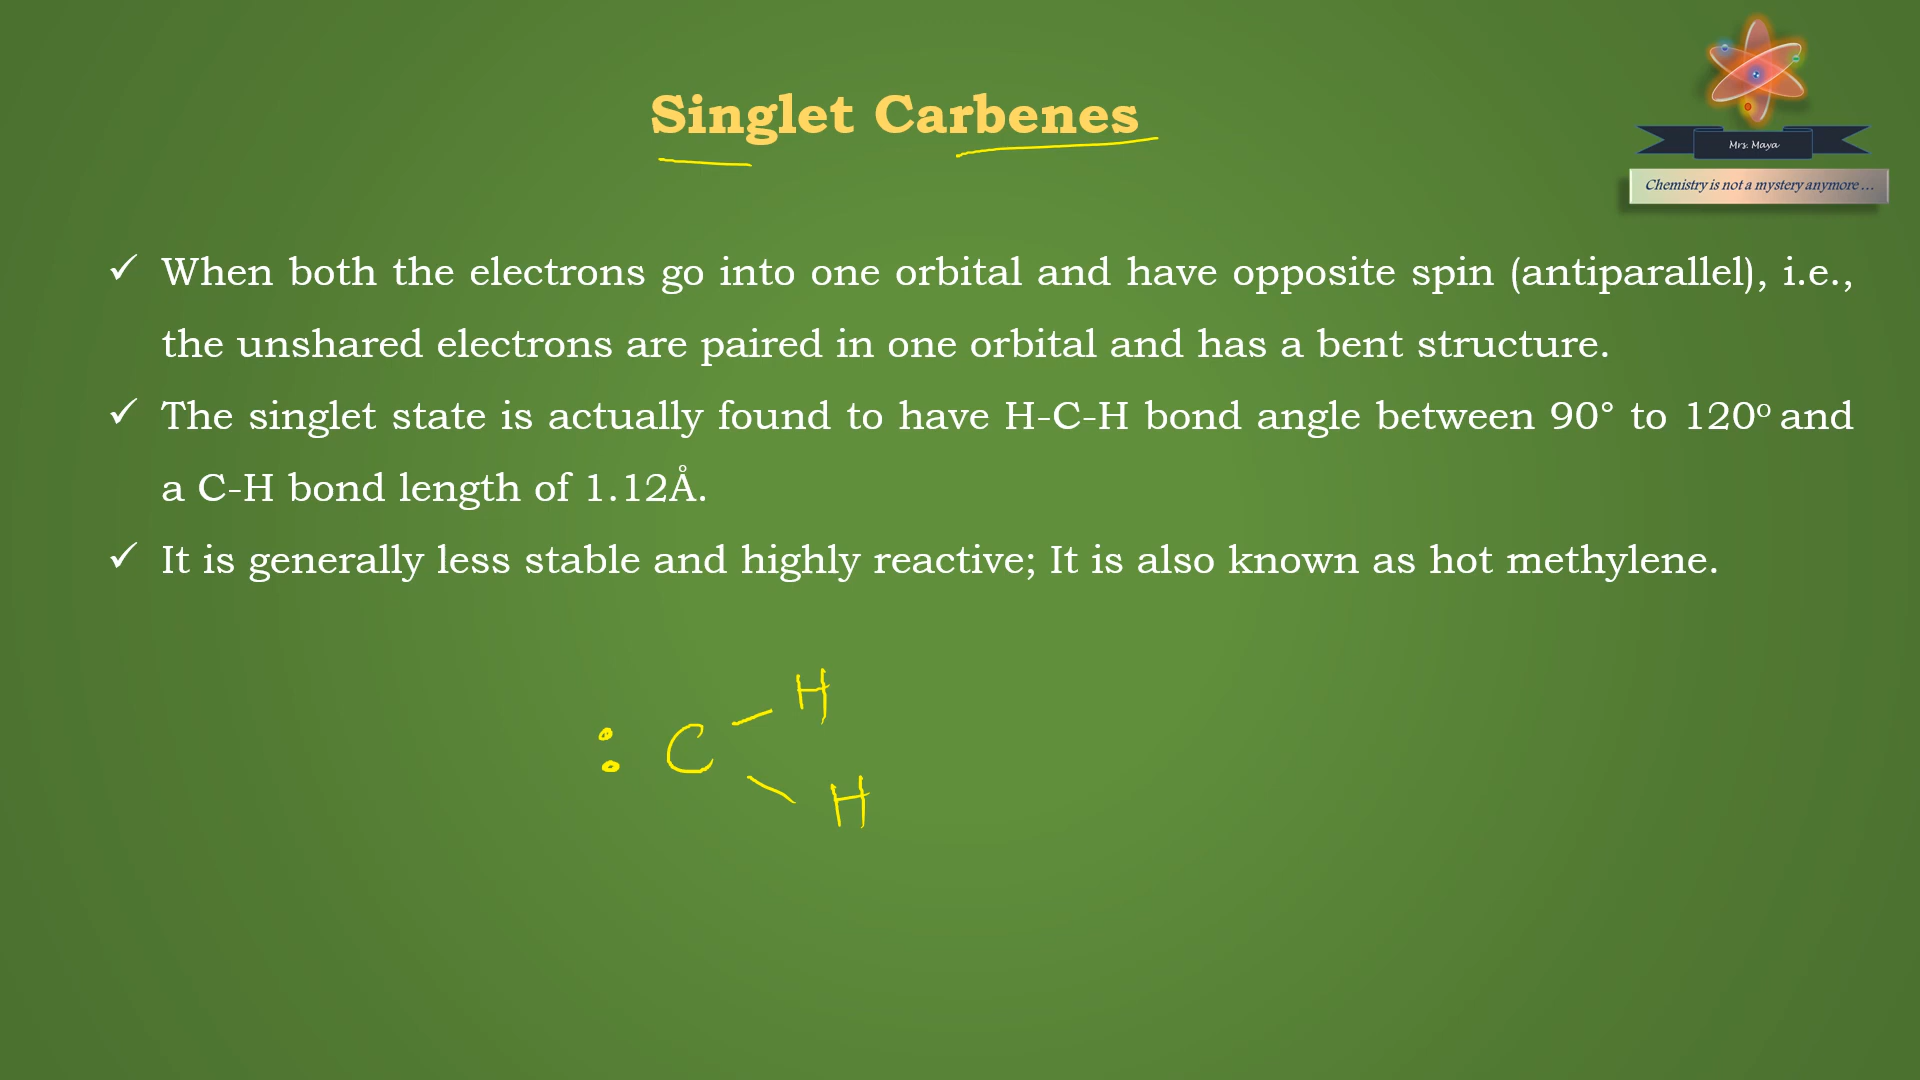 Singlet Carbenes
Mrs. Maya
Chemistry is not a mystery anymore …
✓ When both the electrons go into one orbital and have opposite spin (antiparallel), i.e.,
the unshared electrons are paired in one orbital and has a bent structure.
✓ The singlet state is actually found to have H-C-H bond angle between 90° to 120º and
a C-H bond length of 1.12Å.
✓ It is generally less stable and highly reactive; It is also known as hot methylene.
H
: C
H